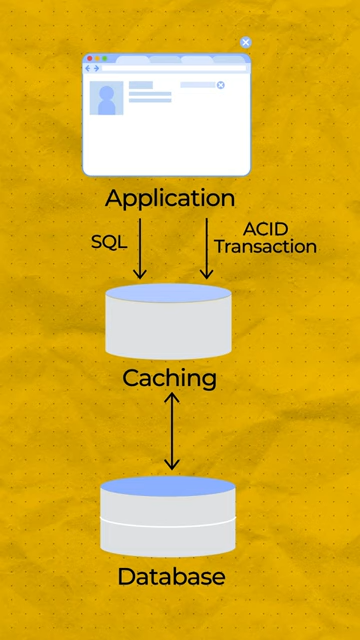 Application
SQL
ACID
Transaction
Caching
Database